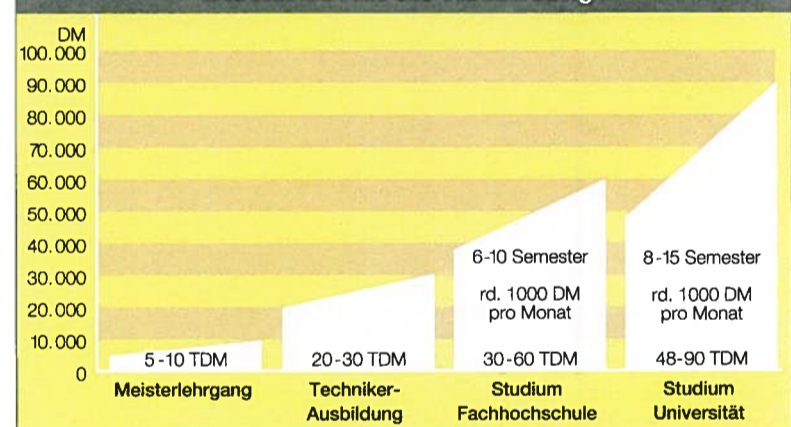 DM
100.000
90.000
80.000
70.000
60.000
50.000
40.000
30.000
20.000
10.000
0
5-10 TDM
20-30 TDM
6-10 Semester
rd. 1000 DM
pro Monat
30-60 TDM
8-15 Semester
rd. 1000 DM
pro Monat
48-90 TDM
Meisterlehrgang
Techniker-
Ausbildung
Studium
Fachhochschule
Studium
Universität